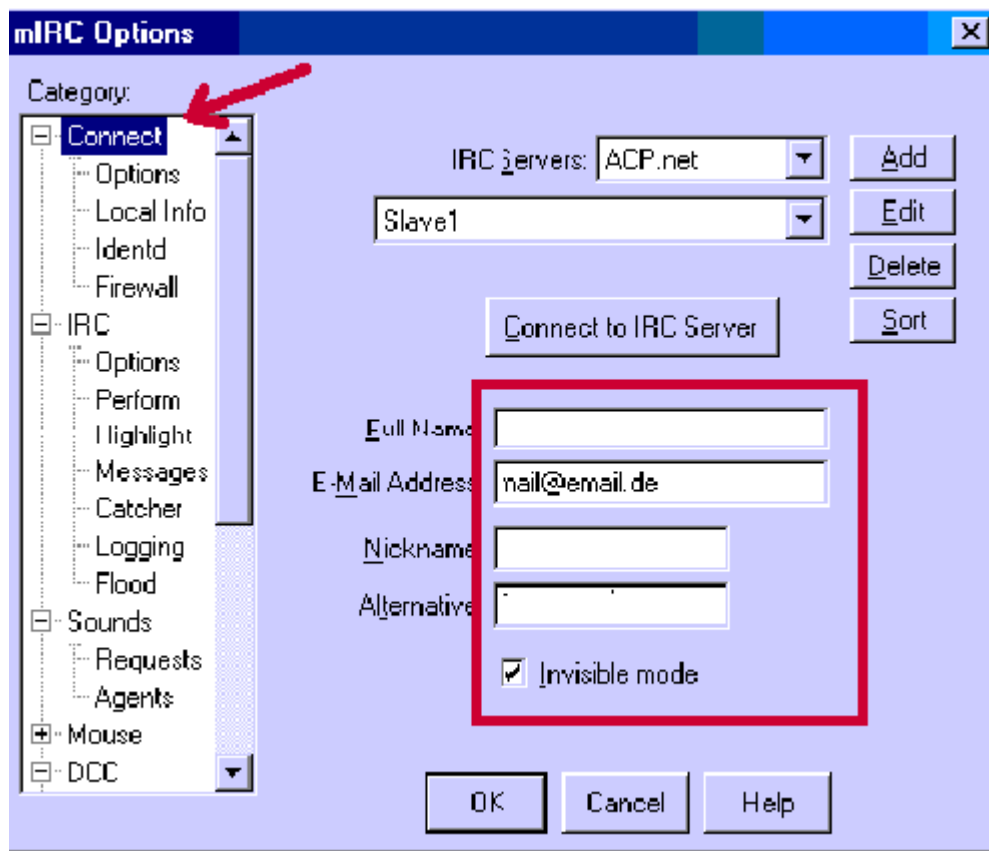 mIRC Options
Category:
Connect
Options
Local Info
Identd
Firewall
IRC
Options
Perform
Highlight
Messages
Catcher
Logging
Flood
Sounds
Requests
Agents
Mouse
DCC
IRC Servers: ACP.net
Slave1
Add
Edit
Delete
Sort
Connect to IRC Server
Full Name
E-Mail Address nail@email.de
Nickname
Alternative
Invisible mode
OK Cancel Help